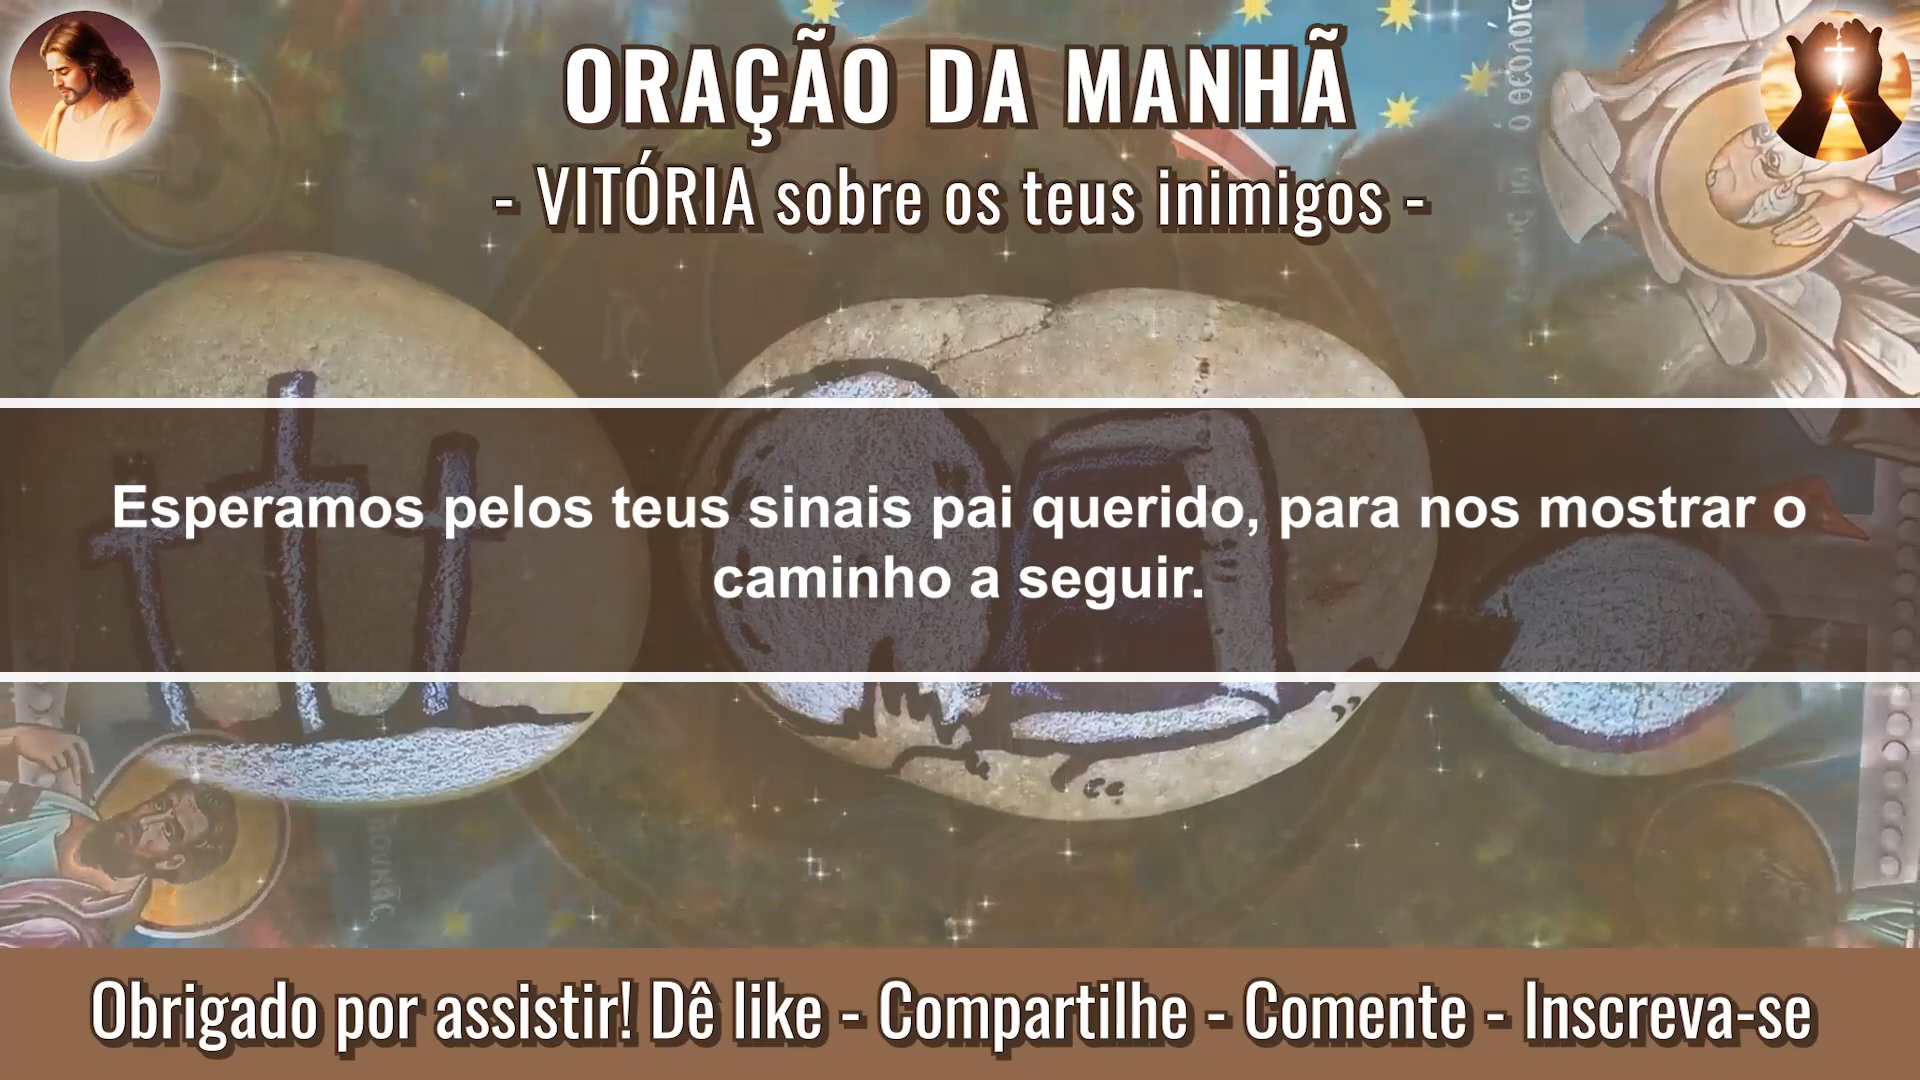 ORAÇÃO DA MANHÃ
- VITÓRIA sobre os teus inimigos -
Esperamos pelos teus sinais pai querido, para nos mostrar o
caminho a seguir.
Obrigado por assistir! Dê like - Compartilhe - Comente - Inscreva-se